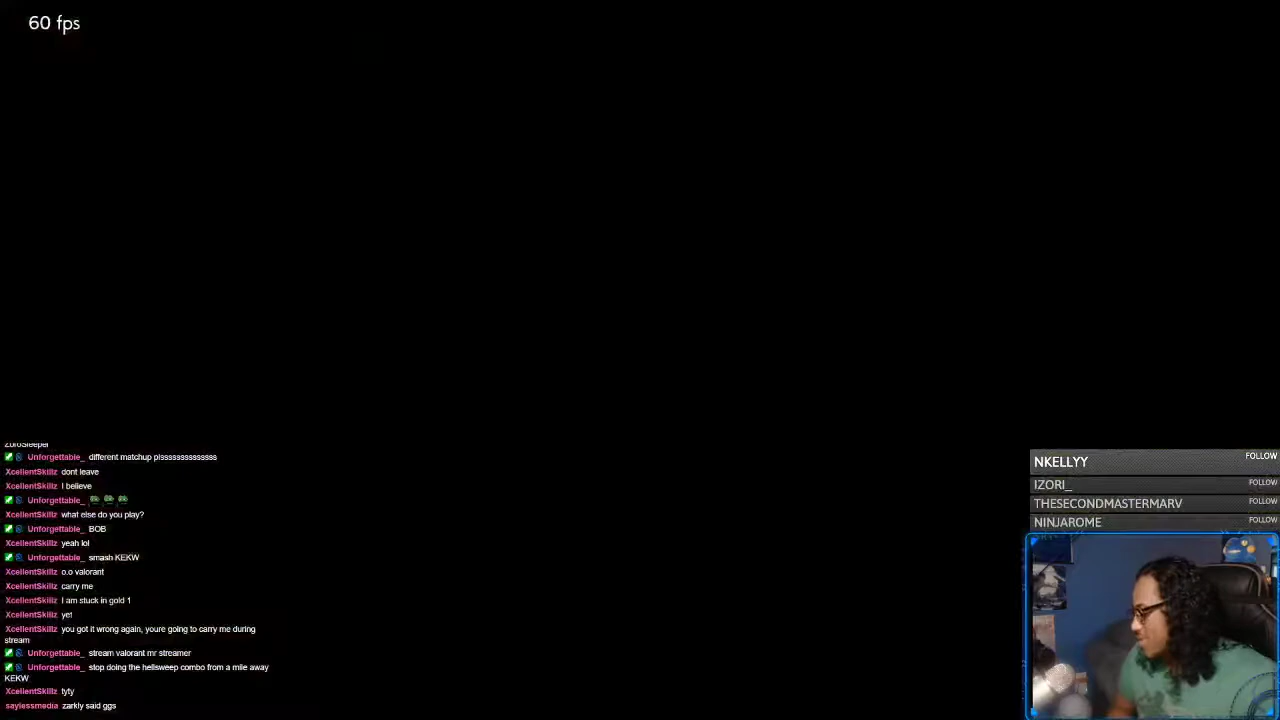 60 fps
ZoroSleeper
Unforgettable_ different matchup plsssssssssssss
XcellentSkillz dont leave
XcellentSkillz I believe
Unforgettable_
XcellentSkillz what else do you play?
Unforgettable_ BOB
XcellentSkillz yeah lol
Unforgettable_ smash KEKW
XcellentSkillz o.o valorant
XcellentSkillz carry me
XcellentSkillz I am stuck in gold 1
XcellentSkillz yet
XcellentSkillz you got it wrong again, youre going to carry me during
stream
Unforgettable_ stream valorant mr streamer
Unforgettable_ stop doing the hellsweep combo from a mile away
KEKW
XcellentSkillz tyty
saylessmedia zarkly said ggs
NKELLYY FOLLOW
IZORI_ FOLLOW
THESECONDMASTERMARV FOLLOW
NINJAROME FOLLOW